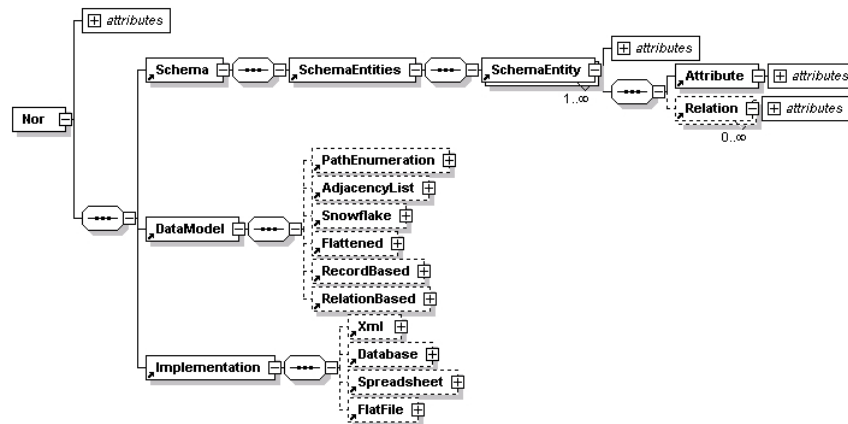 attributes
Schema
SchemaEntities
SchemaEntity
1..∞
attributes
Attribute
attributes
Relation
0..∞
attributes
Nor
DataModel
PathEnumeration
AdjacencyList
Snowflake
Flattened
RecordBased
RelationBased
Implementation
Xml
Database
Spreadsheet
FlatFile